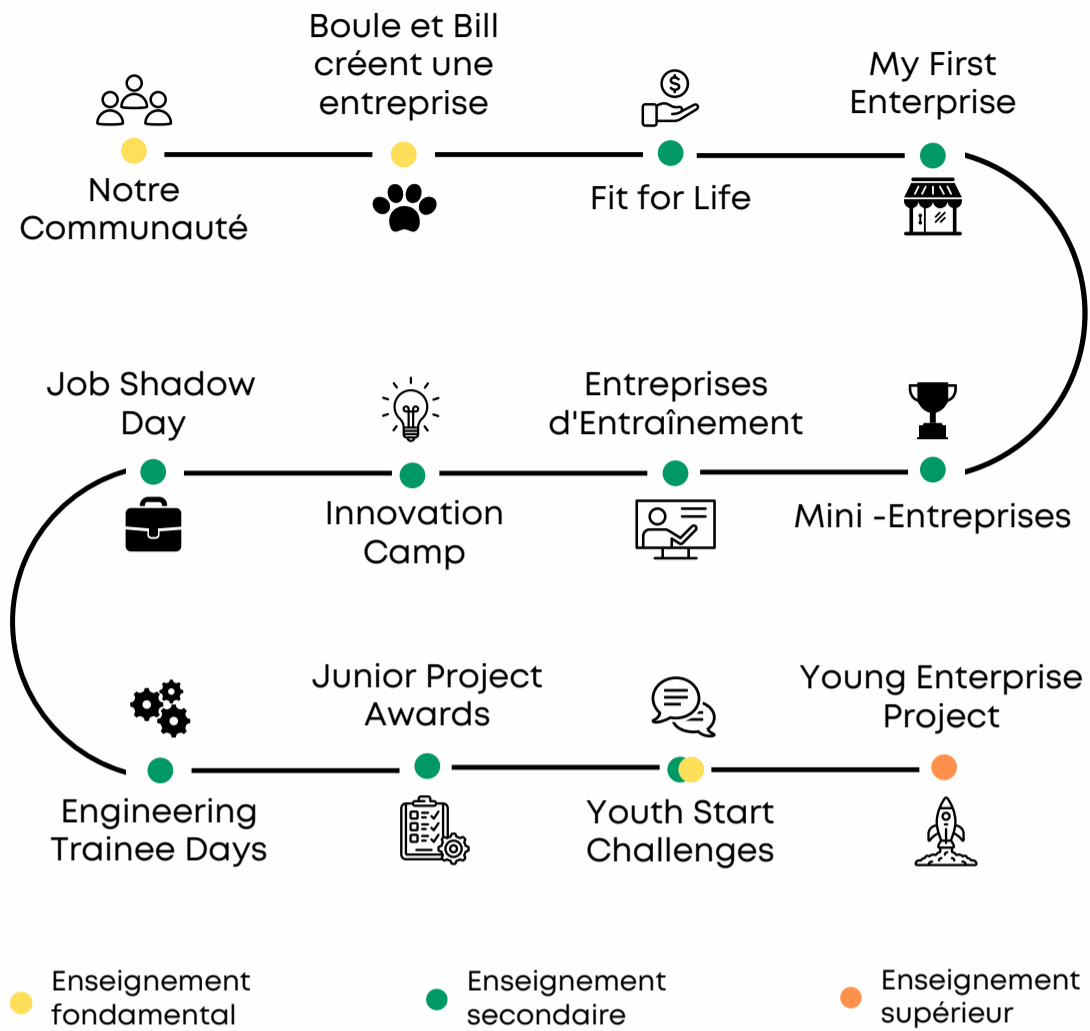 Boule et Bill
créent une
entreprise
My First
Enterprise
Notre
Communauté
Fit for Life
Job Shadow
Day
Entreprises
d'Entraînement
Innovation
Camp
Mini -Entreprises
Junior Project
Awards
Young Enterprise
Project
Engineering
Trainee Days
Youth Start
Challenges
Enseignement
fondamental
Enseignement
secondaire
Enseignement
supérieur